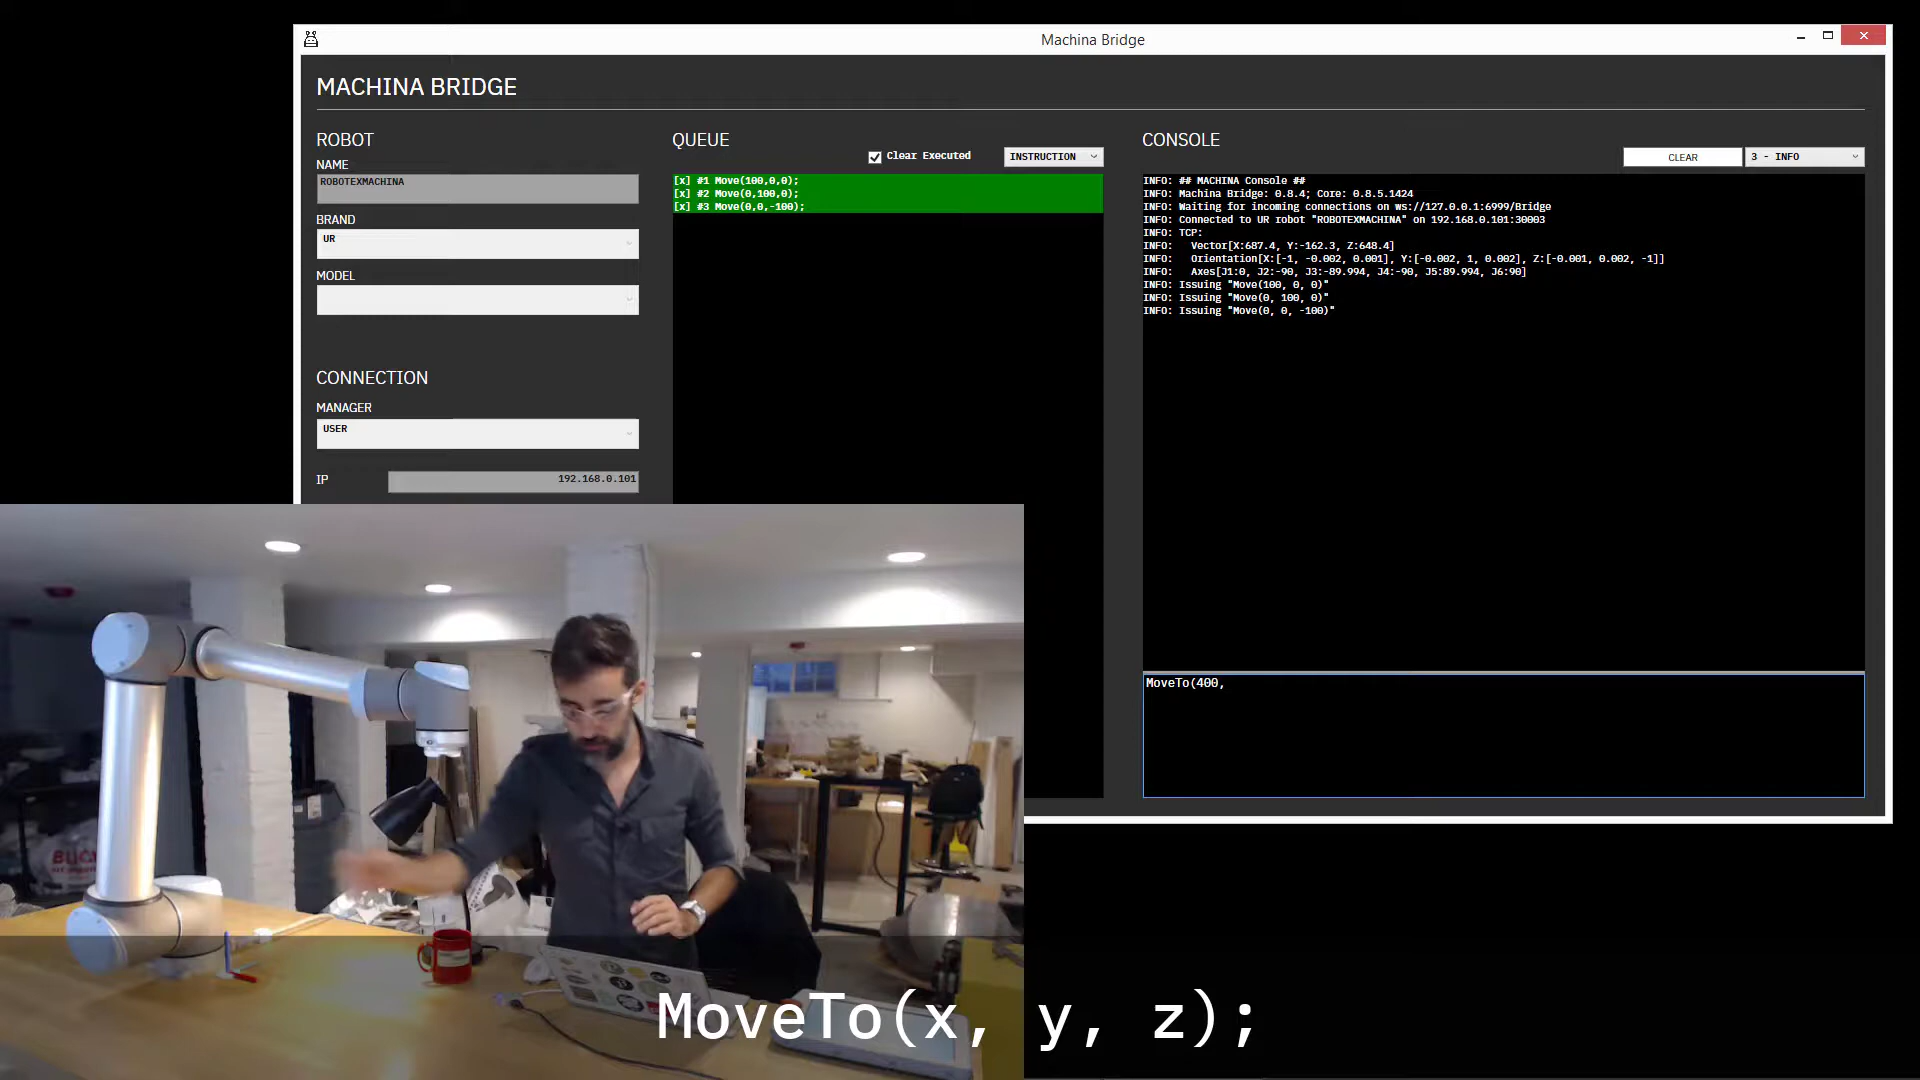 Machina Bridge
MACHINA BRIDGE
ROBOT
NAME
ROBOTEXMACHINA
BRAND
UR
MODEL
CONNECTION
MANAGER
USER
IP
192.168.0.101
QUEUE
Clear Executed
INSTRUCTION
[x] #1 Move(100,0,0);
[x] #2 Move(0,100,0);
[x] #3 Move(0,0,-100);
CONSOLE
CLEAR
3 - INFO
INFO: ## MACHINA Console ##
INFO: Machina Bridge: 0.8.4; Core: 0.8.5.1424
INFO: Waiting for incoming connections on ws://127.0.0.1:6999/Bridge
INFO: Connected to UR robot "ROBOTEXMACHINA" on 192.168.0.101:30003
INFO: TCP:
INFO:   Vector[X:687.4, Y:-162.3, Z:648.4]
INFO:   Orientation[X:[-1, -0.002, 0.001], Y:[-0.002, 1, 0.002], Z:[-0.001, 0.002, -1]]
INFO:   Axes[J1:0, J2:-90, J3:-89.994, J4:-90, J5:89.994, J6:90]
INFO: Issuing "Move(100, 0, 0)"
INFO: Issuing "Move(0, 100, 0)"
INFO: Issuing "Move(0, 0, -100)"
MoveTo(400,
MoveTo(x, y, z);